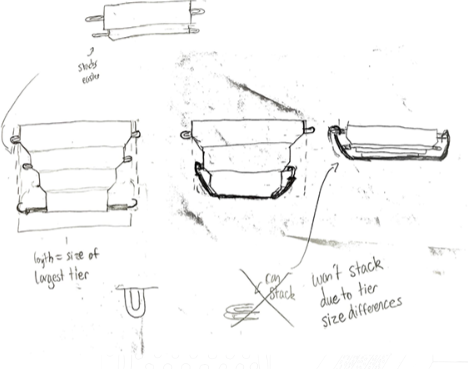 stacks
easier
length = size of
largest tier
can
stack
won't stack
due to tier
size differences